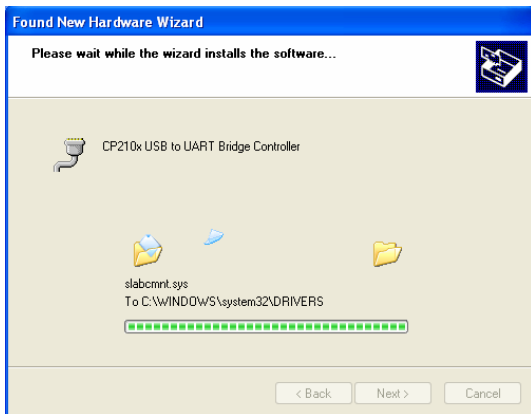 Found New Hardware Wizard
Please wait while the wizard installs the software...
CP210x USB to UART Bridge Controller
slabcmnt.sys
To C:\WINDOWS\system32\DRIVERS
< Back Next > Cancel